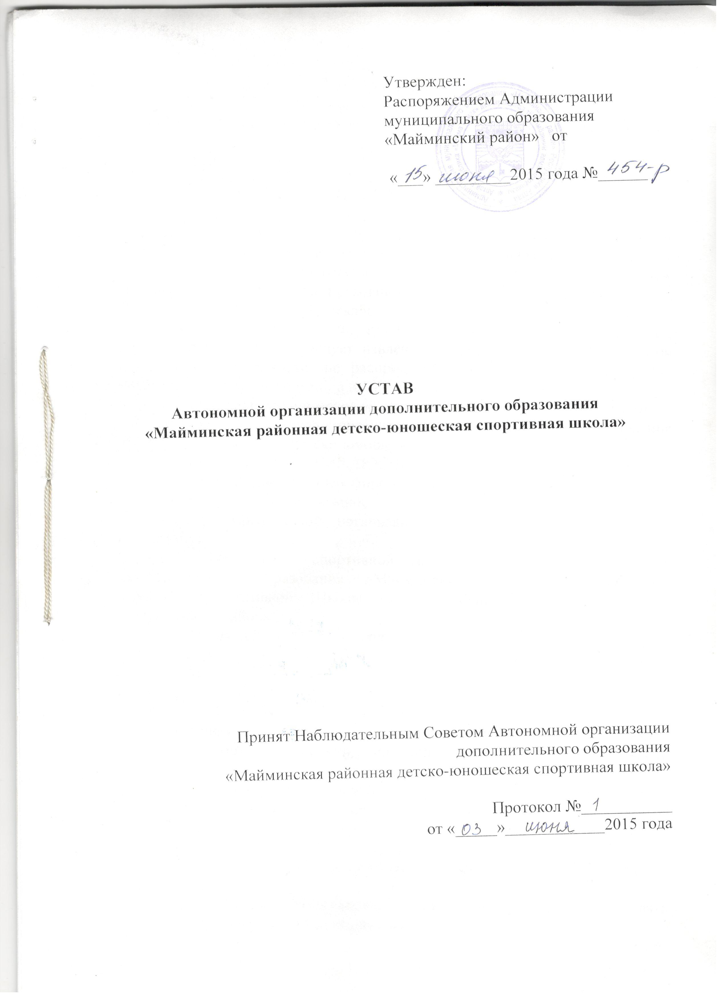 Утвержден:
Распоряжением Администрации
муниципального образования
«Майминский район» от
«15» июня 2015 года № 454-р
УСТАВ
Автономной организации дополнительного образования
«Майминская районная детско-юношеская спортивная школа»
Принят Наблюдательным Советом Автономной организации
дополнительного образования
«Майминская районная детско-юношеская спортивная школа»
Протокол № 1
от «03» июня 2015 года